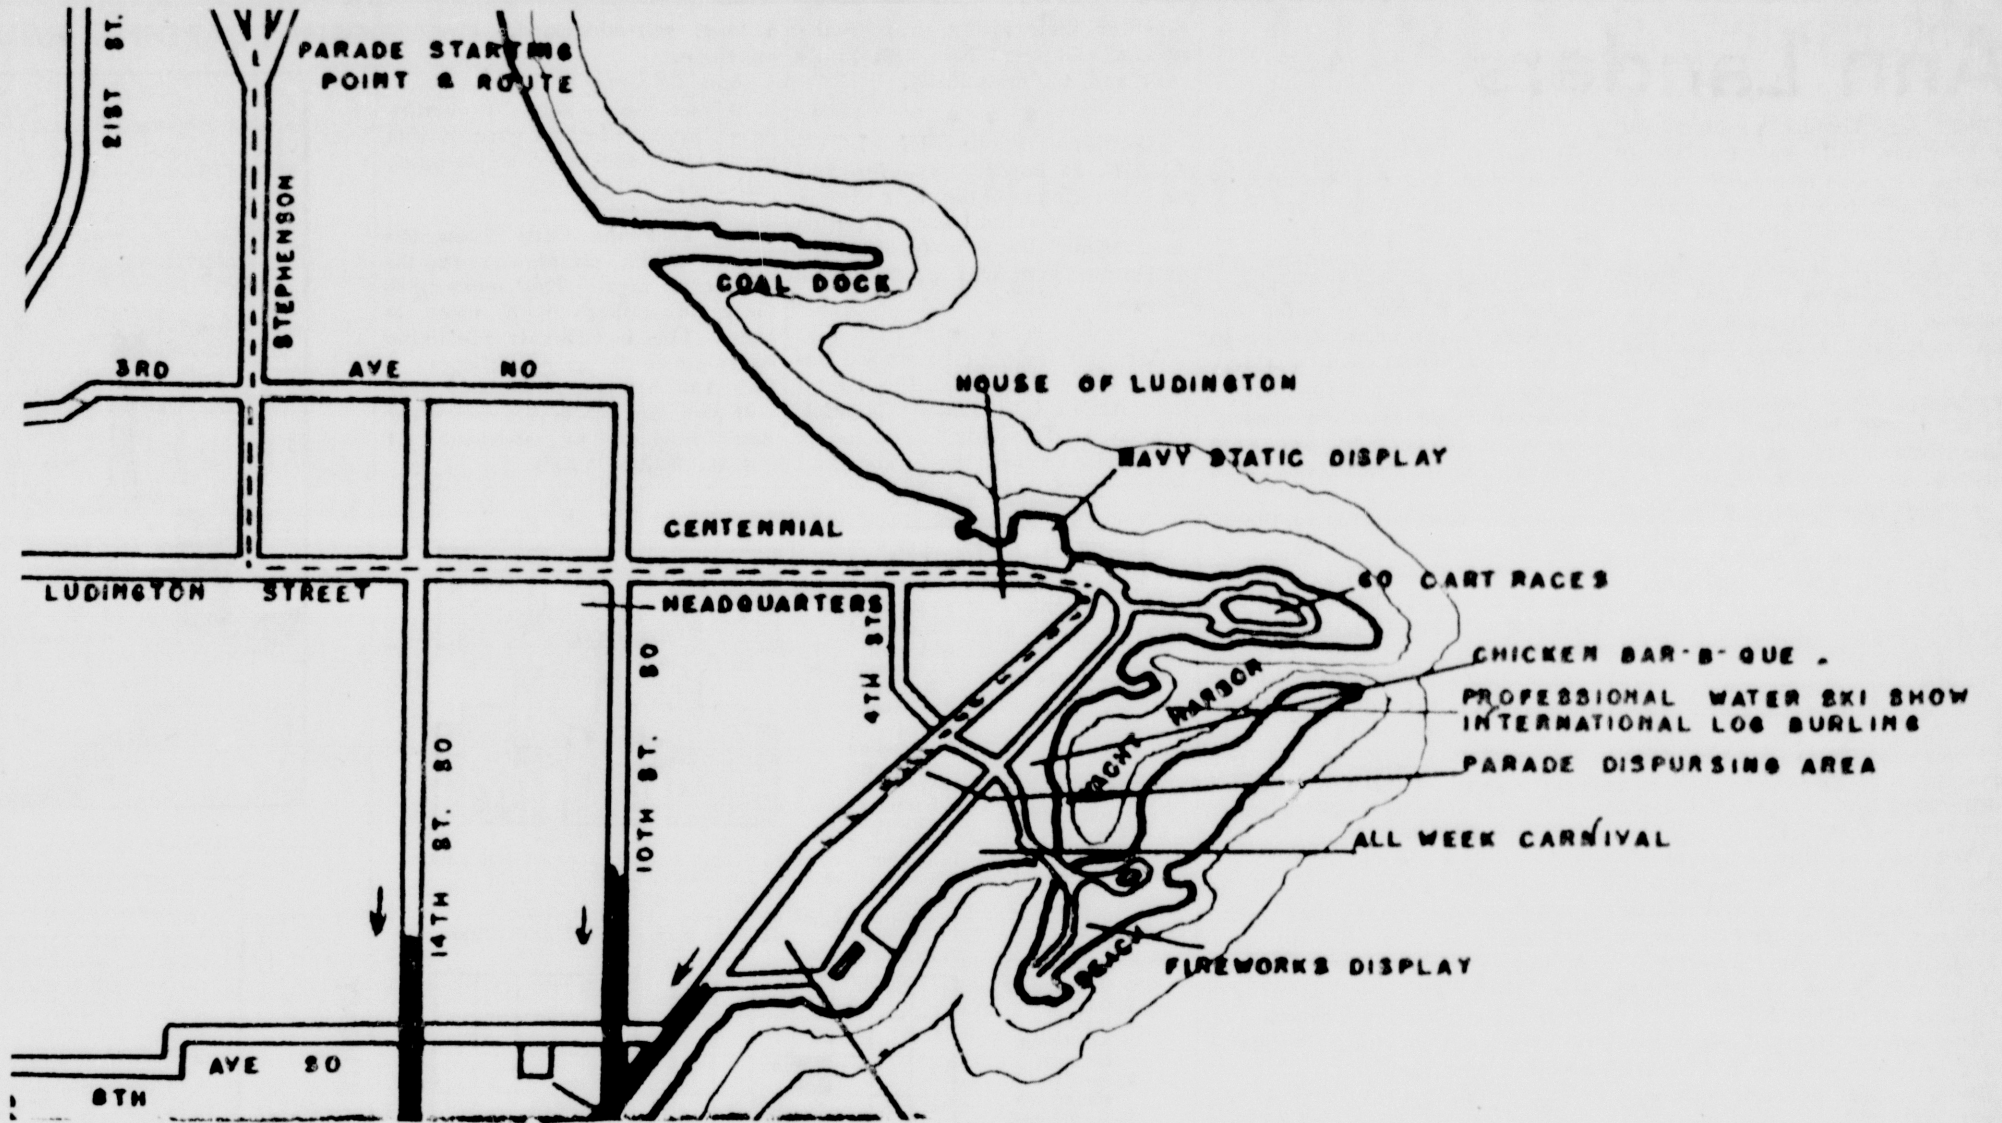 21ST ST.
PARADE STARTING
POINT & ROUTE
STEPHENSON
COAL DOCK
3RD AVE NO
HOUSE OF LUDINGTON
NAVY STATIC DISPLAY
CENTENNIAL
HEADQUARTERS
LUDINGTON STREET
GO CART RACES
4TH ST
10TH ST. SO
14TH ST. SO
YACHT HARBOR
CHICKEN BAR-B-QUE.
PROFESSIONAL WATER SKI SHOW
INTERNATIONAL LOG BURLING
PARADE DISPURSING AREA
ALL WEEK CARNIVAL
BEACH
FIREWORKS DISPLAY
8TH AVE SO